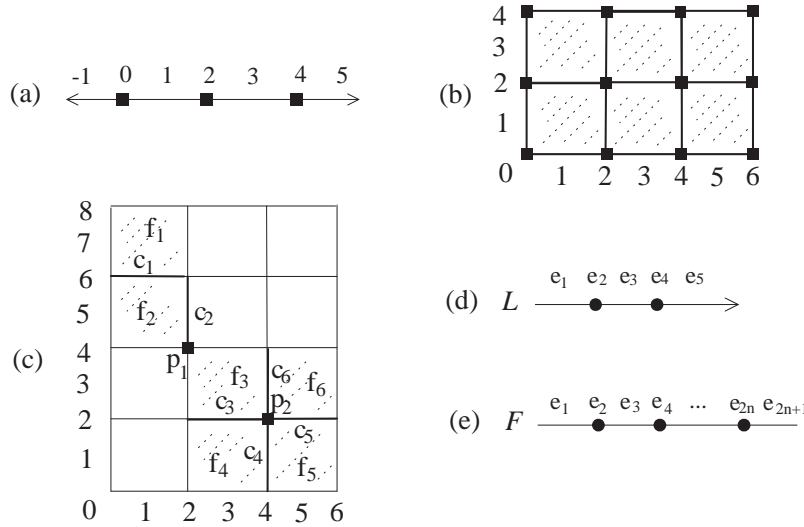 (a)
-1 0 1 2 3 4 5
(b)
4
3
2
1
0 1 2 3 4 5 6
(c)
8
7
6
5
4
3
2
1
0 1 2 3 4 5 6
f1
c1
f2 c2
p1
f3 c6 f6
c3 p2
f4 c4 c5
f5
(d) L e1 e2 e3 e4 e5
(e) F e1 e2 e3 e4 ... e2n e2n+1